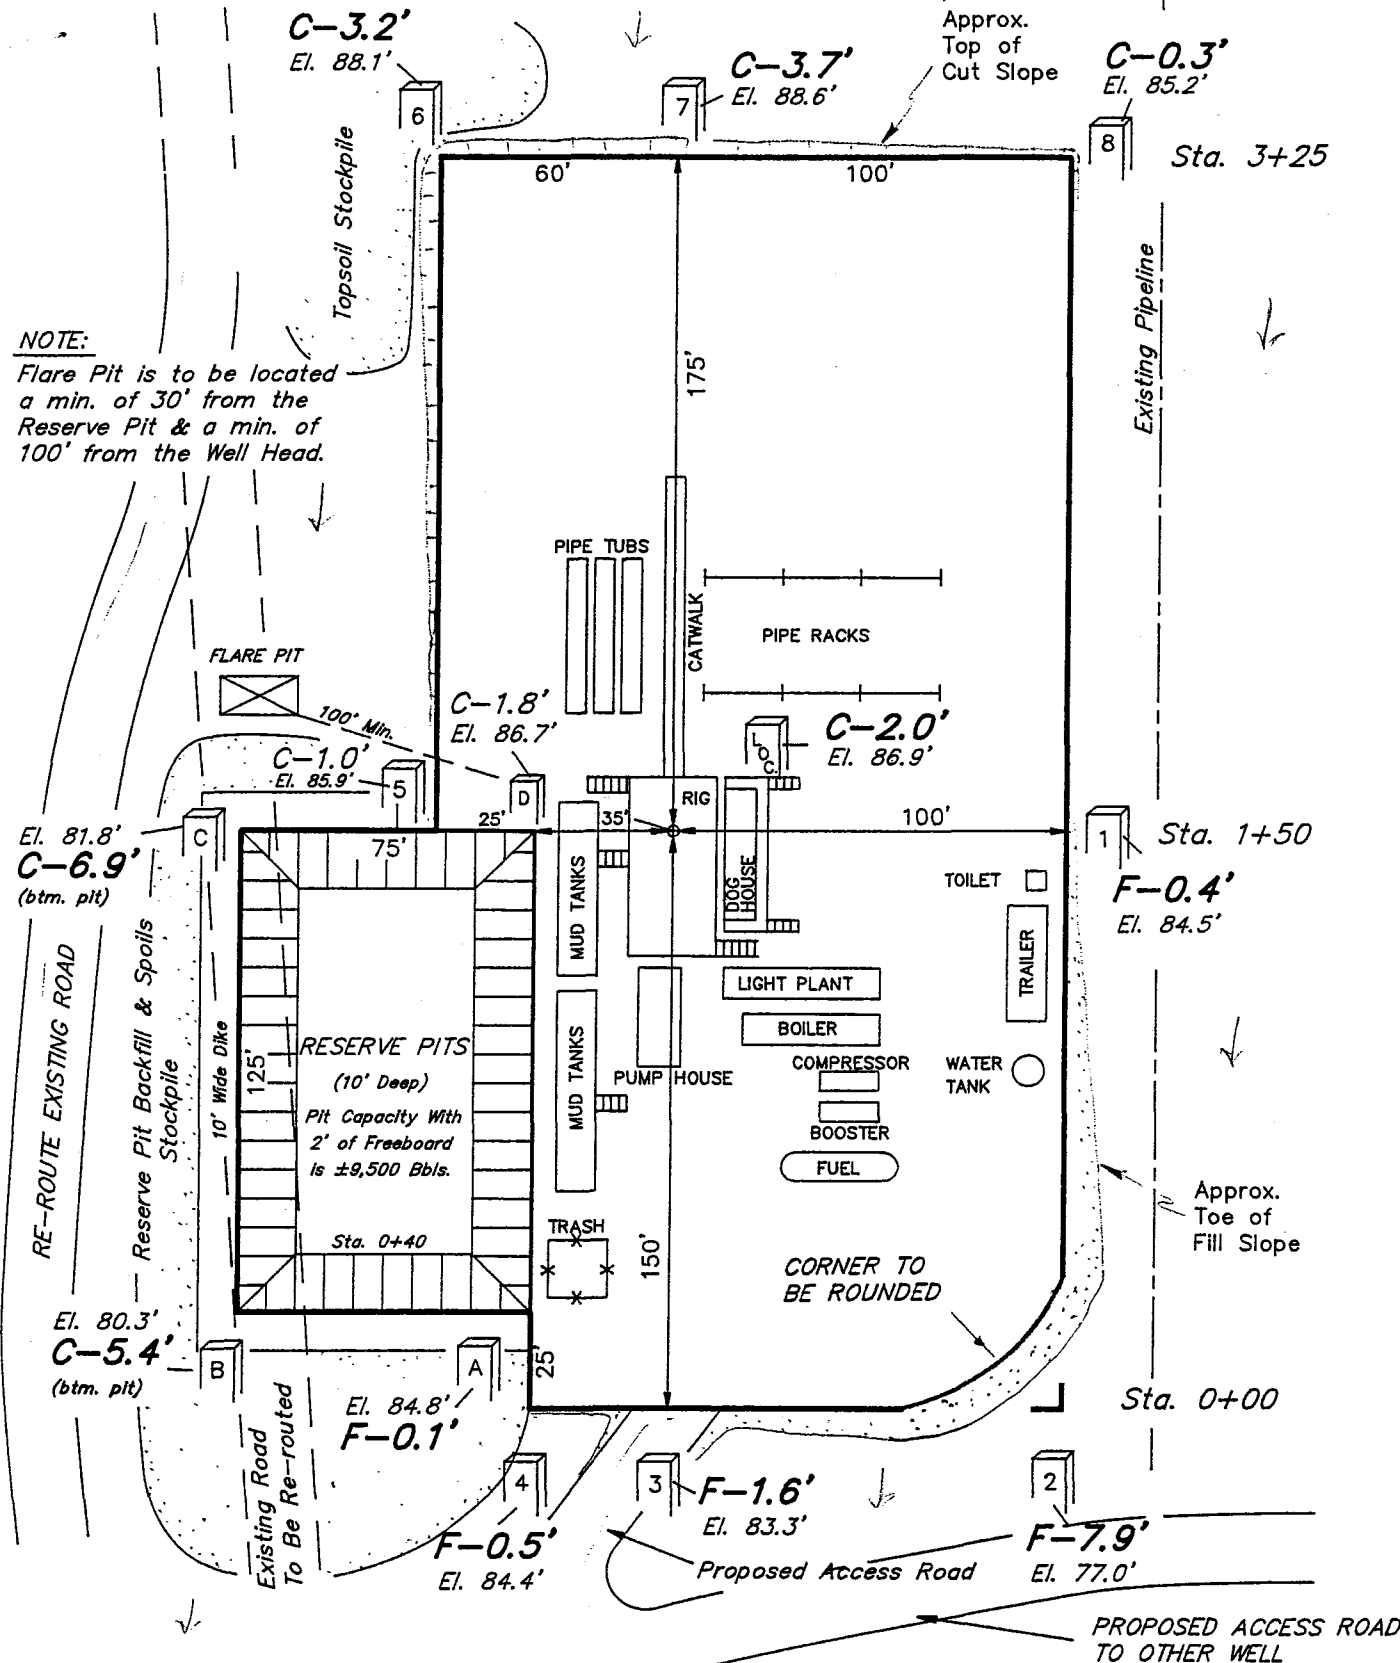 C-3.2'
El. 88.1'
6
C-3.7'
El. 88.6'
7
Approx.
Top of
Cut Slope
C-0.3'
El. 85.2'
8
Sta. 3+25
60'
100'
Topsoil Stockpile
Existing Pipeline
175'
NOTE:
Flare Pit is to be located
a min. of 30' from the
Reserve Pit & a min. of
100' from the Well Head.
PIPE TUBS
CATWALK
PIPE RACKS
FLARE PIT
100' Min.
C-1.8'
El. 86.7'
D
C-2.0'
El. 86.9'
LOC.
C-1.0'
El. 85.9'
5
RIG
25'
35'
100'
El. 81.8'
C-6.9'
(btm. pit)
C
75'
1
Sta. 1+50
F-0.4'
El. 84.5'
MUD TANKS
DOG
HOUSE
TOILET
TRAILER
LIGHT PLANT
BOILER
PUMP HOUSE
COMPRESSOR
BOOSTER
FUEL
WATER
TANK
MUD TANKS
RE-ROUTE EXISTING ROAD
Reserve Pit Backfill & Spoils
Stockpile
10' Wide Dike
125'
RESERVE PITS
(10' Deep)
Pit Capacity With
2' of Freeboard
is ±9,500 Bbls.
Sta. 0+40
TRASH
150'
CORNER TO
BE ROUNDED
Approx.
Toe of
Fill Slope
El. 80.3'
C-5.4'
(btm. pit)
B
A
El. 84.8'
F-0.1'
25'
Sta. 0+00
Existing Road
To Be Re-routed
4
F-0.5'
El. 84.4'
3
F-1.6'
El. 83.3'
2
F-7.9'
El. 77.0'
Proposed Access Road
PROPOSED ACCESS ROAD
TO OTHER WELL